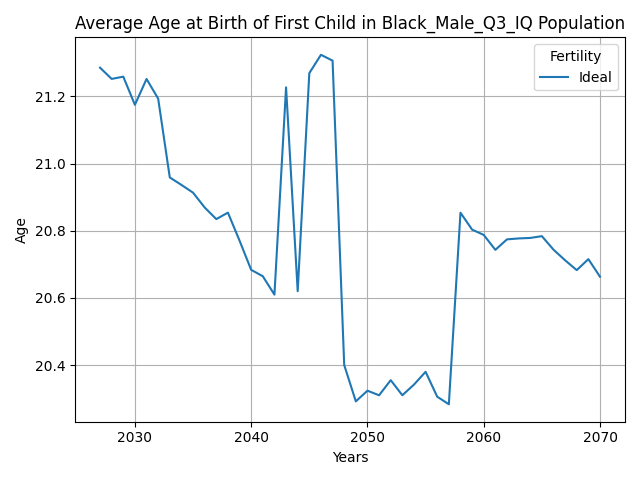 Average Age at Birth of First Child in Black_Male_Q3_IQ Population
Fertility
Ideal
21.2
21.0
20.8
20.6
20.4
Age
2030
2040
2050
2060
2070
Years